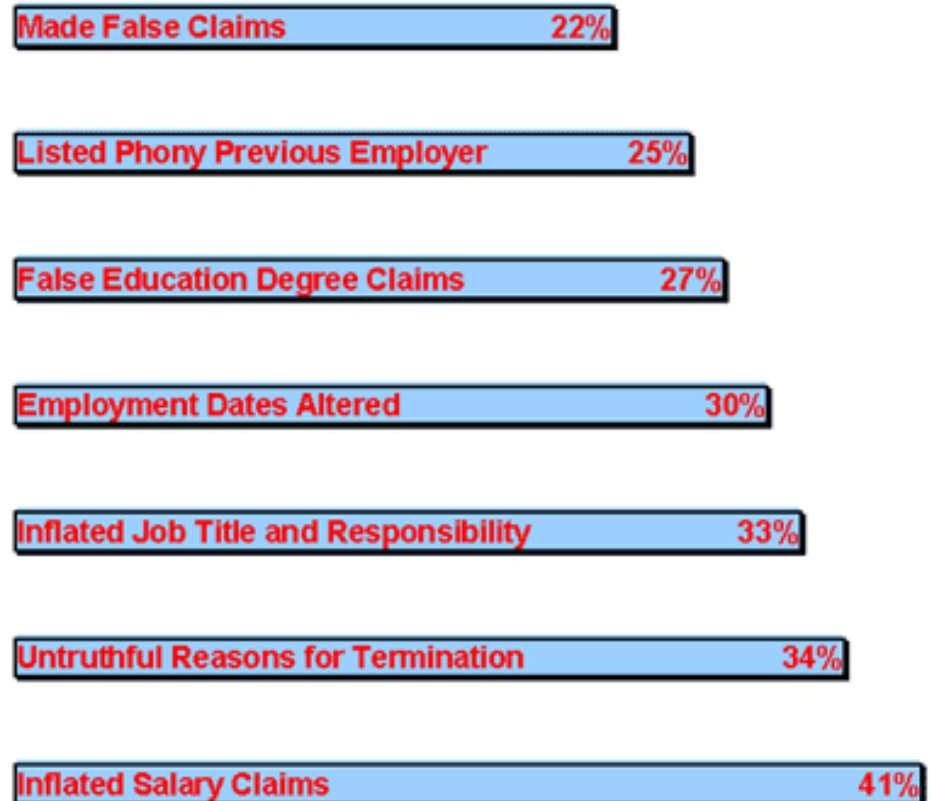 Made False Claims 22%
Listed Phony Previous Employer 25%
False Education Degree Claims 27%
Employment Dates Altered 30%
Inflated Job Title and Responsibility 33%
Untruthful Reasons for Termination 34%
Inflated Salary Claims 41%